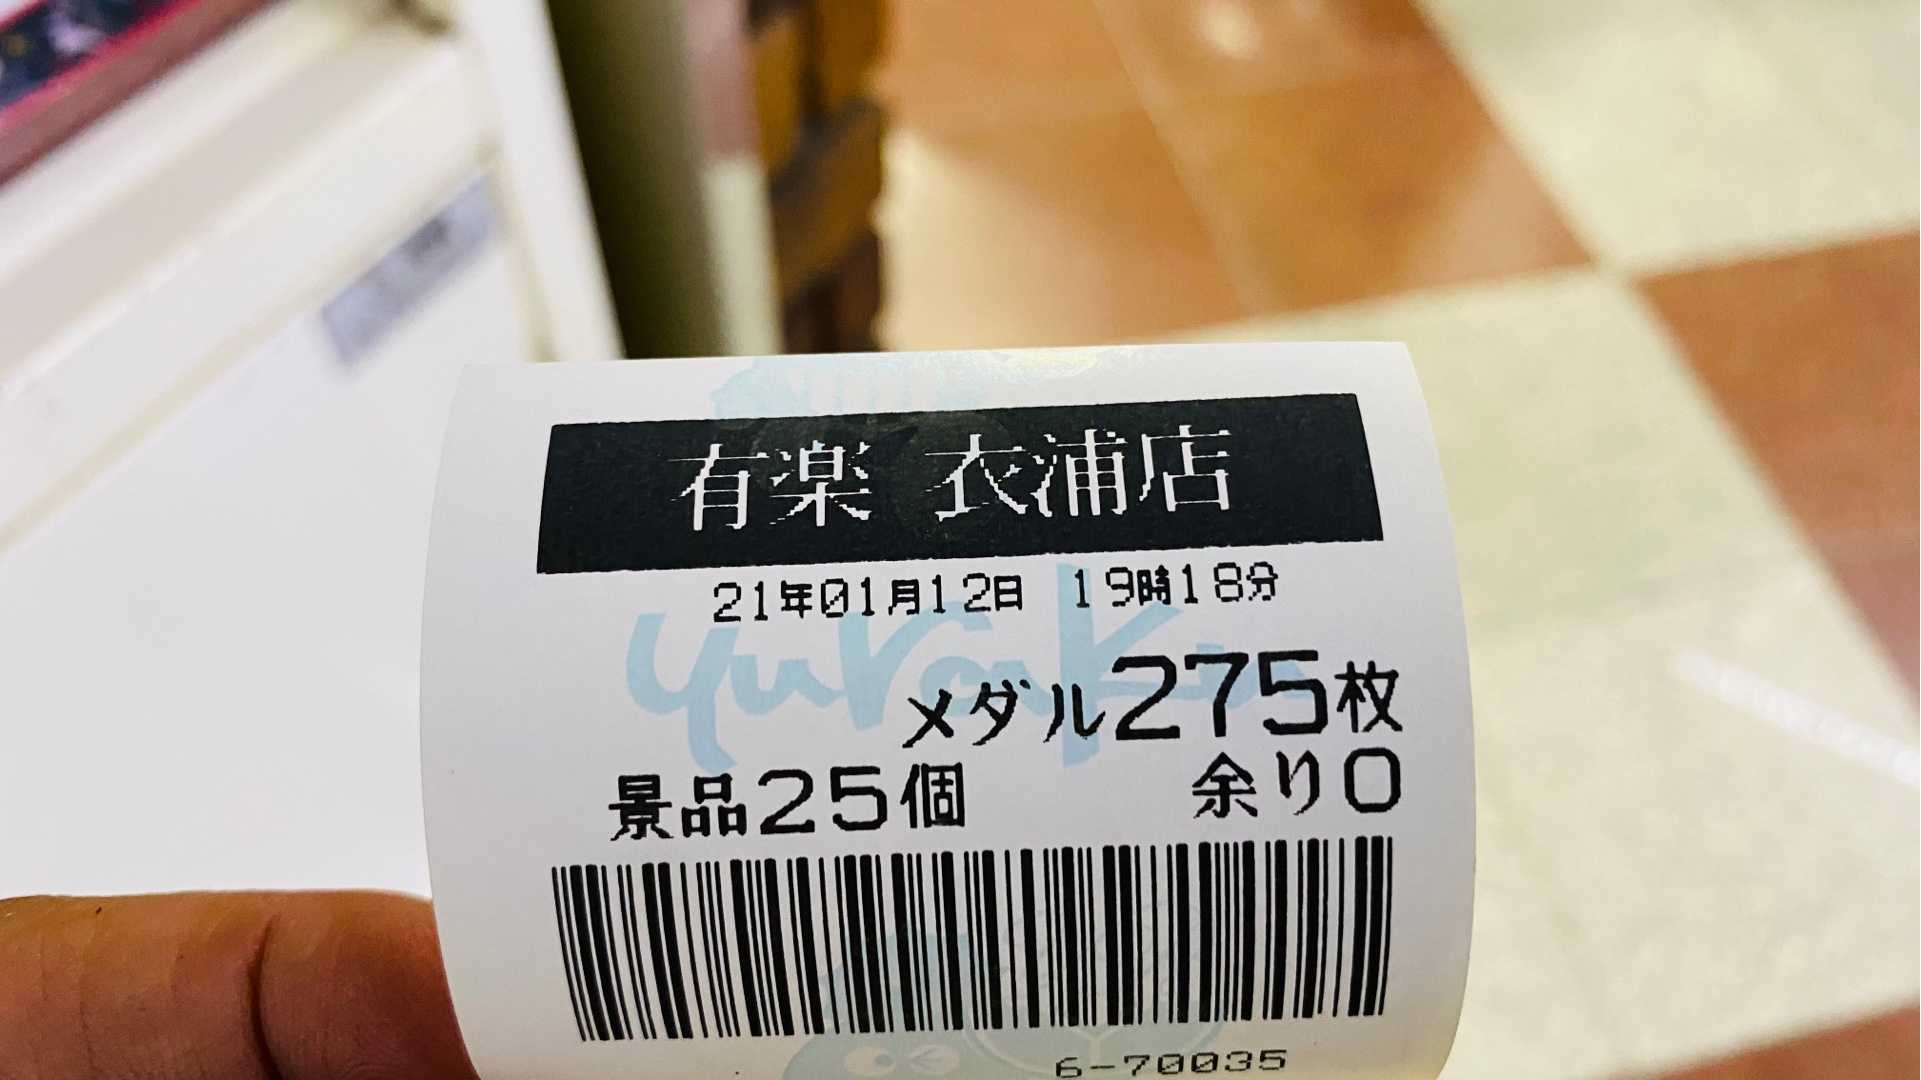 有楽 衣浦店
21年01月12日 19時18分
yuraku
メダル275枚
景品25個 余り0
6-70035